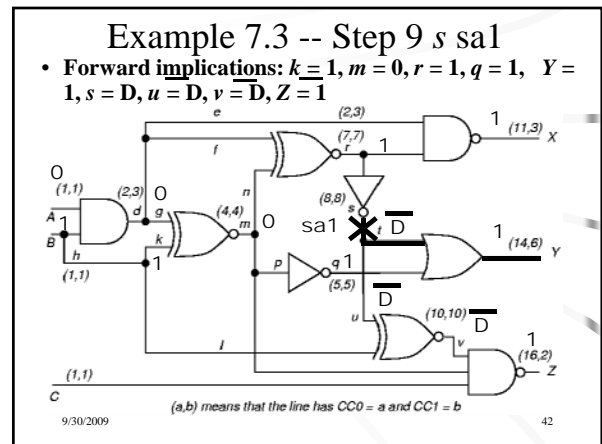 Example 7.3 -- Step 9 s sa1
• Forward implications: k = 1, m = 0, r = 1, q = 1, Y =
1, s = D̅, u = D̅, v = D̅, Z = 1
e
(2,3)
1
(11,3)
X
(7,7)
r
1
f
n
0
(1,1)
A
(2,3)
d
0
g
(4,4)
m
0
(8,8)
s
sa1
t
D̅
1
(14,6)
Y
1
B
k
1
h
(1,1)
p
q
1
(5,5)
D̅
u
(10,10)
D̅
v
1
(16,2)
Z
l
(1,1)
C
(a,b) means that the line has CC0 = a and CC1 = b
9/30/2009
42